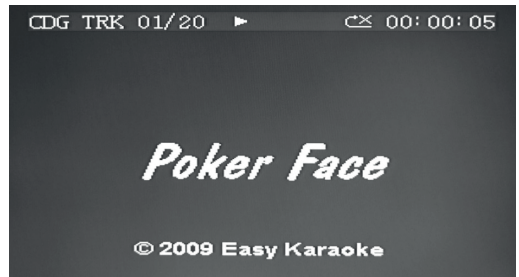 CDG TRK 01/20 ► ⟳× 00:00:05
Poker Face
© 2009 Easy Karaoke